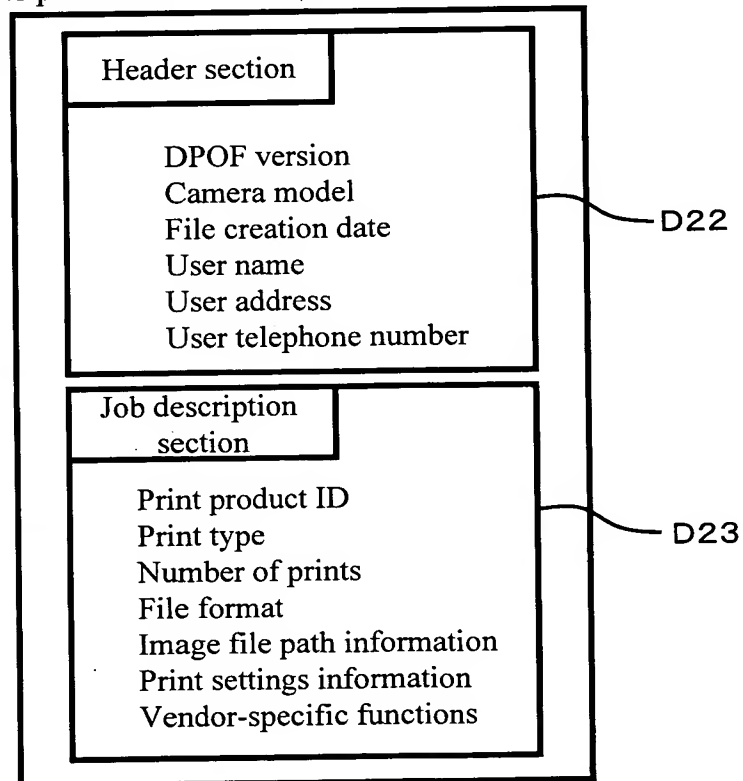 Header section
DPOF version
Camera model
File creation date
User name
User address
User telephone number
D22
Job description
section
Print product ID
Print type
Number of prints
File format
Image file path information
Print settings information
Vendor-specific functions
D23